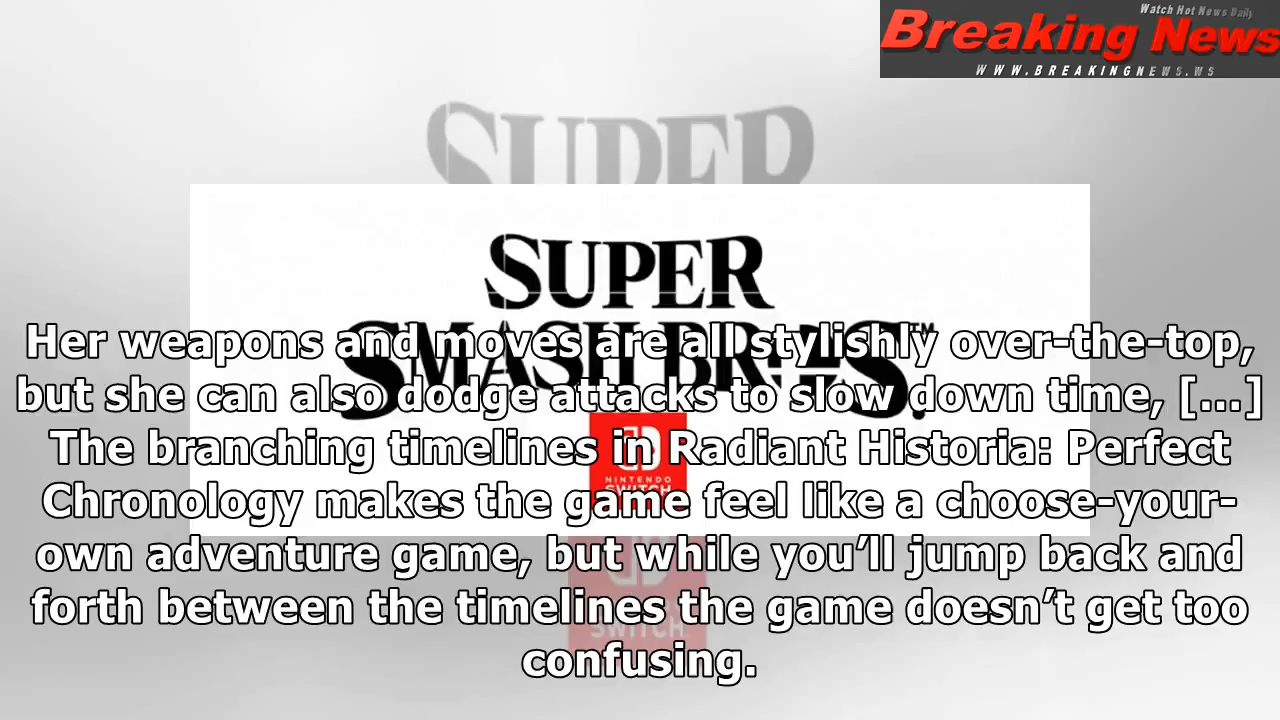 Watch Hot News Daily
Breaking News
WWW.BREAKINGNEWS.WS
SUPER
SUPER
SMASH BROS.™
Her weapons and moves are all stylishly over-the-top,
but she can also dodge attacks to slow down time, [...]
The branching timelines in Radiant Historia: Perfect
NINTENDO
SWITCH
Chronology makes the game feel like a choose-your-
own adventure game, but while you’ll jump back and
forth between the timelines the game doesn’t get too
SWITCH
confusing.